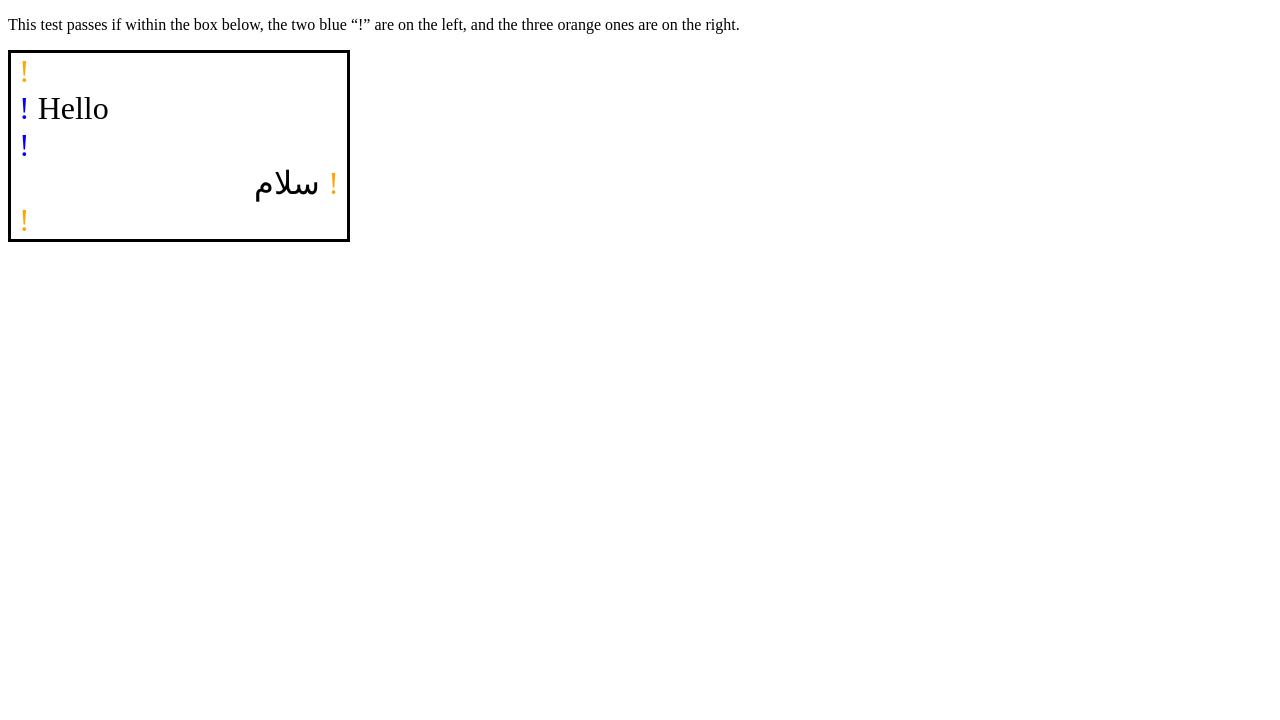 This test passes if within the box below, the two blue “!” are on the left, and the three orange ones are on the right.
!
! Hello
!
! سلام
!